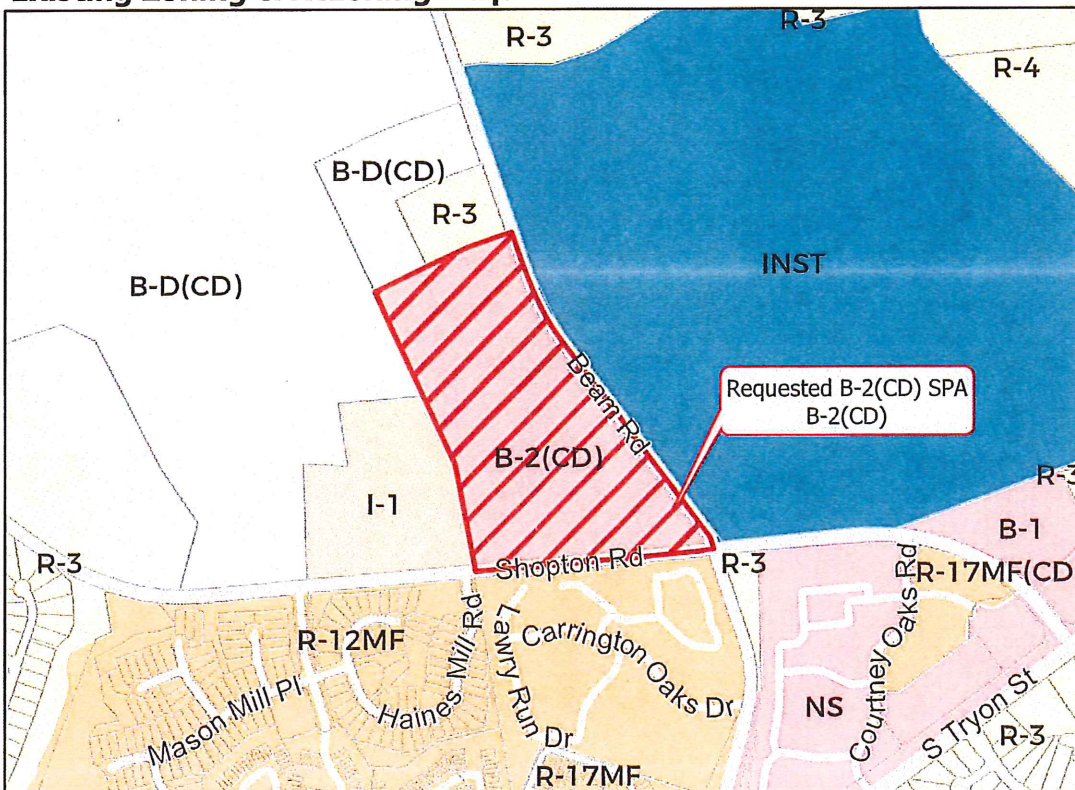 R-3
R-3
R-4
B-D(CD)
R-3
INST
B-D(CD)
Beam Rd
Requested B-2(CD) SPA
B-2(CD)
B-2(CD)
I-1
R-3
B-1
Shopton Rd
R-3
R-3
R-17MF(CD
Courtney Oaks Rd
R-12MF
Haines Mill Rd
Lawry Run Dr
Carrington Oaks Dr
Mason Mill Pl
NS
S Tryon St
R-3
R-17MF